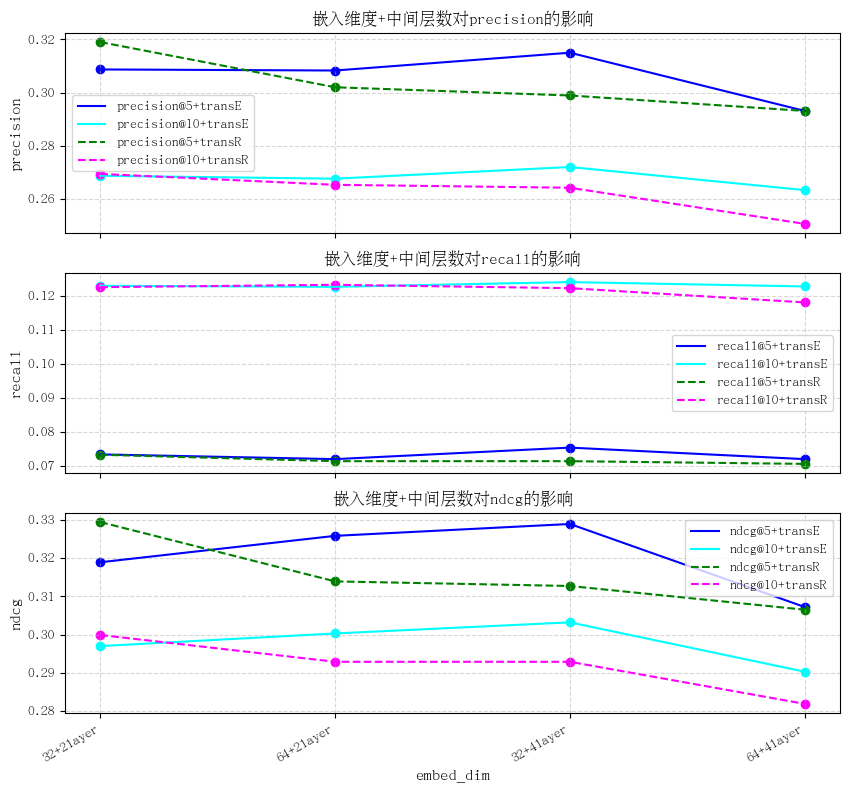 嵌入维度+中间层数对precision的影响
0.32
0.30
0.28
0.26
precision
precision@5+transE
precision@10+transE
precision@5+transR
precision@10+transR
嵌入维度+中间层数对recall的影响
0.12
0.11
0.10
0.09
0.08
0.07
recall
recall@5+transE
recall@10+transE
recall@5+transR
recall@10+transR
嵌入维度+中间层数对ndcg的影响
0.33
0.32
0.31
0.30
0.29
0.28
ndcg
ndcg@5+transE
ndcg@10+transE
ndcg@5+transR
ndcg@10+transR
32+2layer
64+2layer
32+4layer
64+4layer
embed_dim